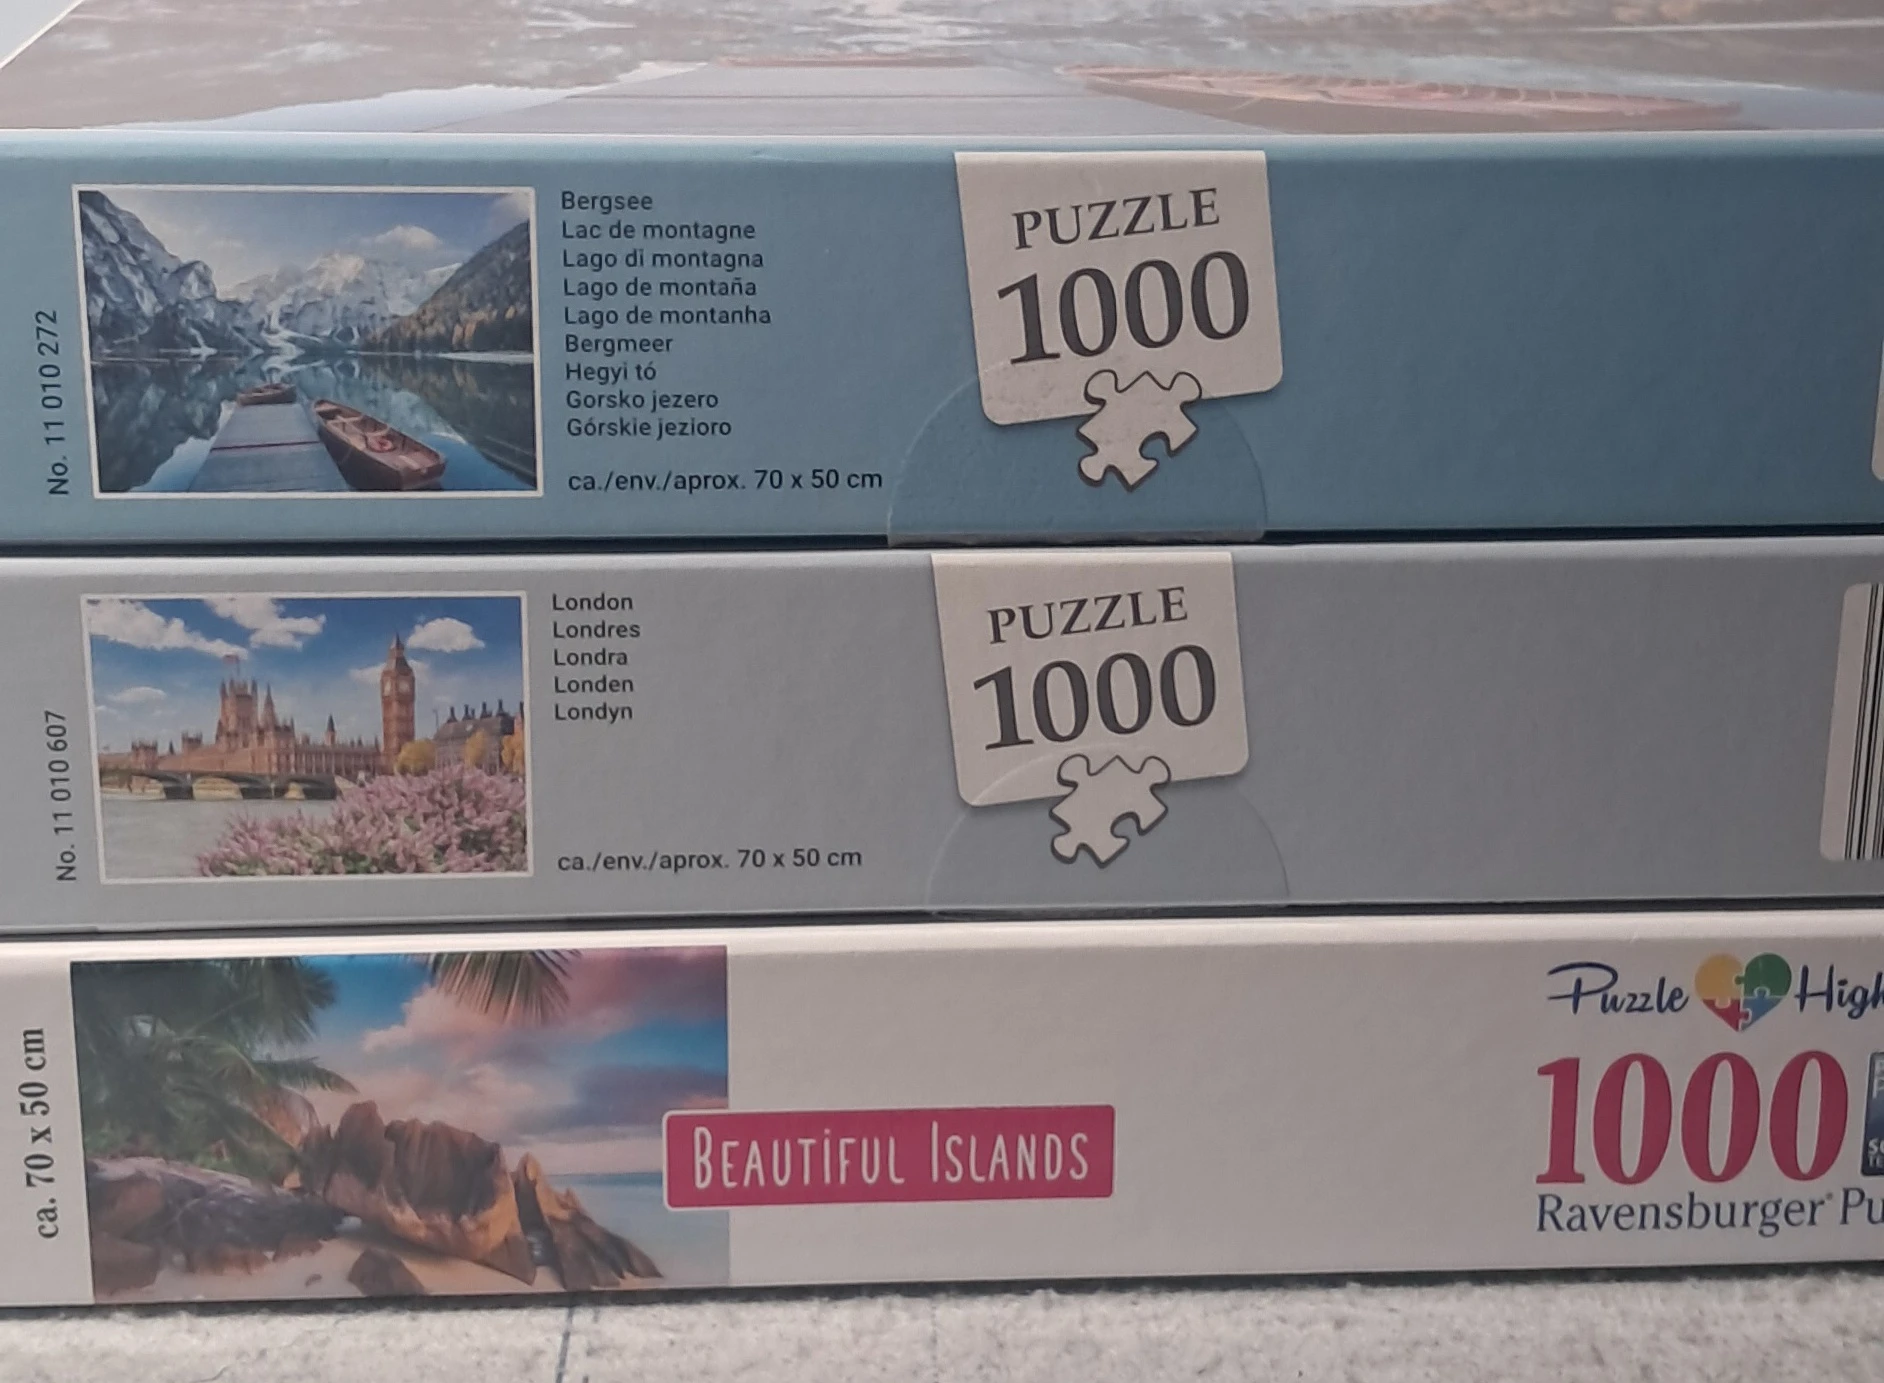 No. 11 010 272
Bergsee
Lac de montagne
Lago di montagna
Lago de montaña
Lago de montanha
Bergmeer
Hegyi tó
Gorsko jezero
Górskie jezioro
ca./env./aprox. 70 x 50 cm
PUZZLE
1000
No. 11 010 607
London
Londres
Londra
Londen
Londyn
ca./env./aprox. 70 x 50 cm
PUZZLE
1000
ca. 70 x 50 cm
BEAUTiFUL ISLANDS
Puzzle High
1000
Ravensburger® Pu